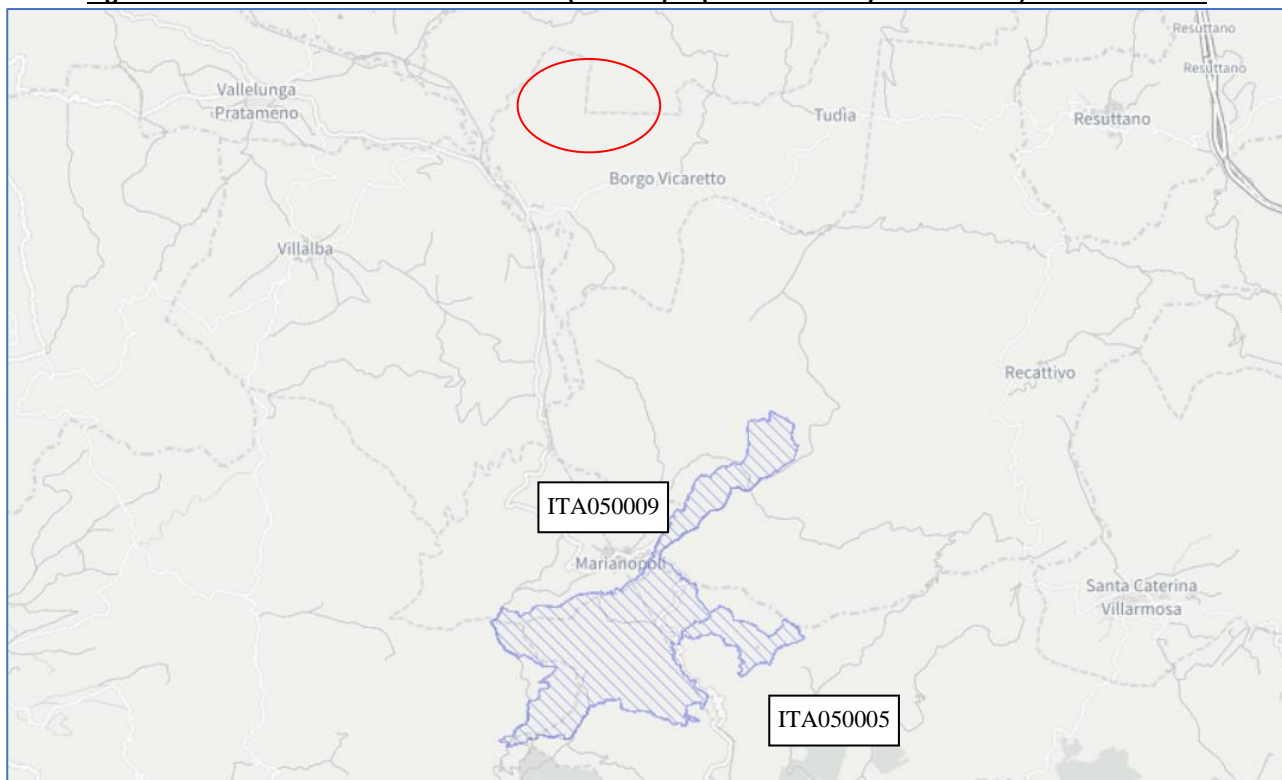 Resuttano
Vallelunga
Pratameno
Resuttano
Tudia
Resuttano
Borgo Vicaretto
Villalba
Recattivo
ITA050009
Marianopoli
Santa Caterina
Villarmosa
ITA050005